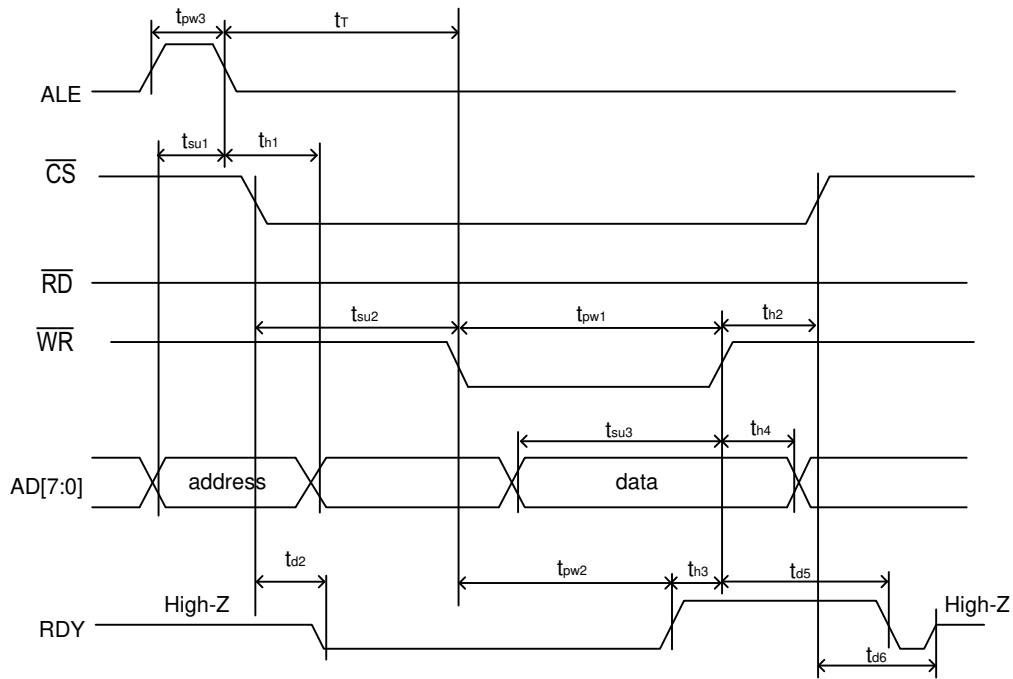 tpw3 tT
ALE
tsu1 th1
CS
RD
tsu2 tpw1 th2
WR
tsu3 th4
AD[7:0] address data
td2 tpw2 th3 td5
High-Z High-Z
RDY
td6